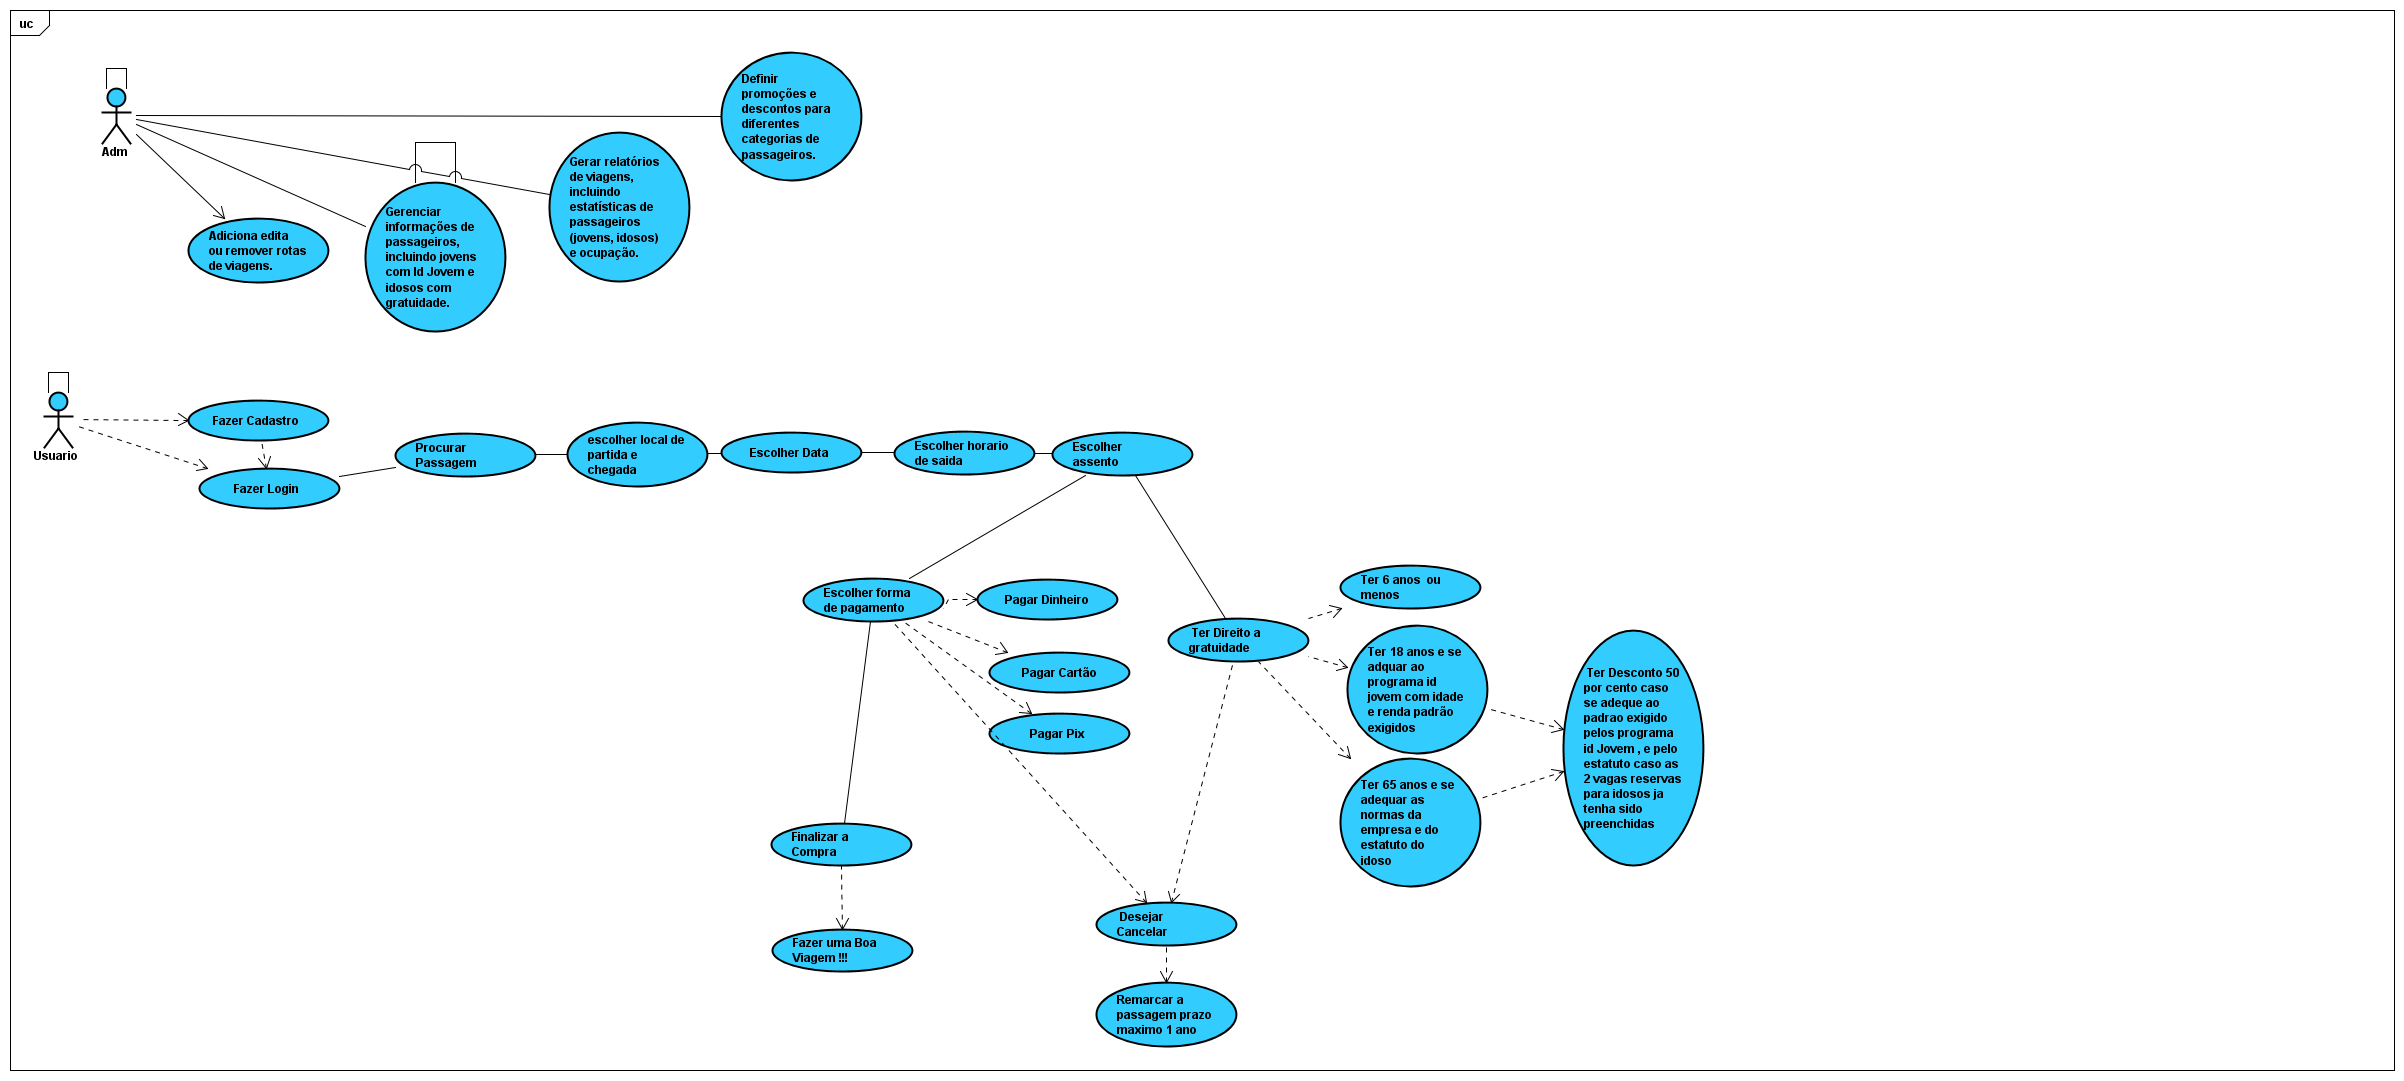 uc
Adm
Definir
promoções e
descontos para
diferentes
categorias de
passageiros.
Gerar relatórios
de viagens,
incluindo
estatísticas de
passageiros
(jovens, idosos)
e ocupação.
Gerenciar
informações de
passageiros,
incluindo jovens
com Id Jovem e
idosos com
gratuidade.
Adiciona edita
ou remover rotas
de viagens.
Usuario
Fazer Cadastro
Fazer Login
Procurar
Passagem
escolher local de
partida e
chegada
Escolher Data
Escolher horario
de saida
Escolher
assento
Escolher forma
de pagamento
Pagar Dinheiro
Pagar Cartão
Pagar Pix
Ter Direito a
gratuidade
Ter 6 anos  ou
menos
Ter 18 anos e se
adquar ao
programa id
jovem com idade
e renda padrão
exigidos
Ter 65 anos e se
adequar as
normas da
empresa e do
estatuto do
idoso
Ter Desconto 50
por cento caso
se adeque ao
padrao exigido
pelos programa
id Jovem , e pelo
estatuto caso as
2 vagas reservas
para idosos ja
tenha sido
preenchidas
Finalizar a
Compra
Fazer uma Boa
Viagem !!!
Desejar
Cancelar
Remarcar a
passagem prazo
maximo 1 ano